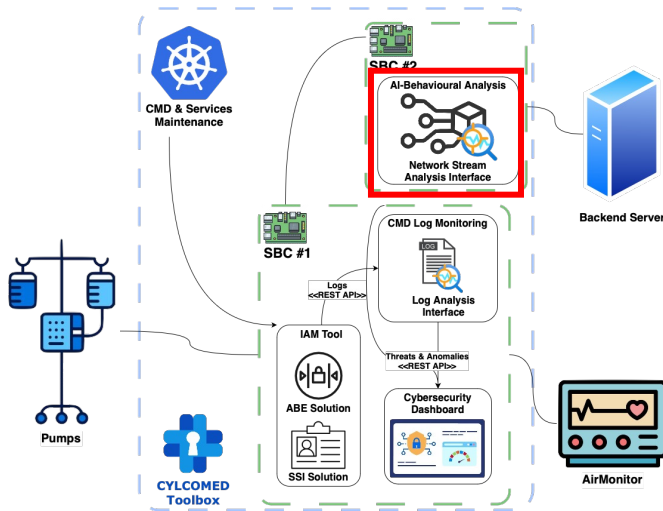 SBC #2
CMD & Services
Maintenance
AI-Behavioural Analysis
Network Stream
Analysis Interface
Backend Server
SBC #1
CMD Log Monitoring
LOG
Log Analysis
Interface
Logs
<<REST API>>
IAM Tool
ABE Solution
SSI Solution
Threats & Anomalies
<<REST API>>
Cybersecurity
Dashboard
Pumps
CYLCOMED
Toolbox
AirMonitor